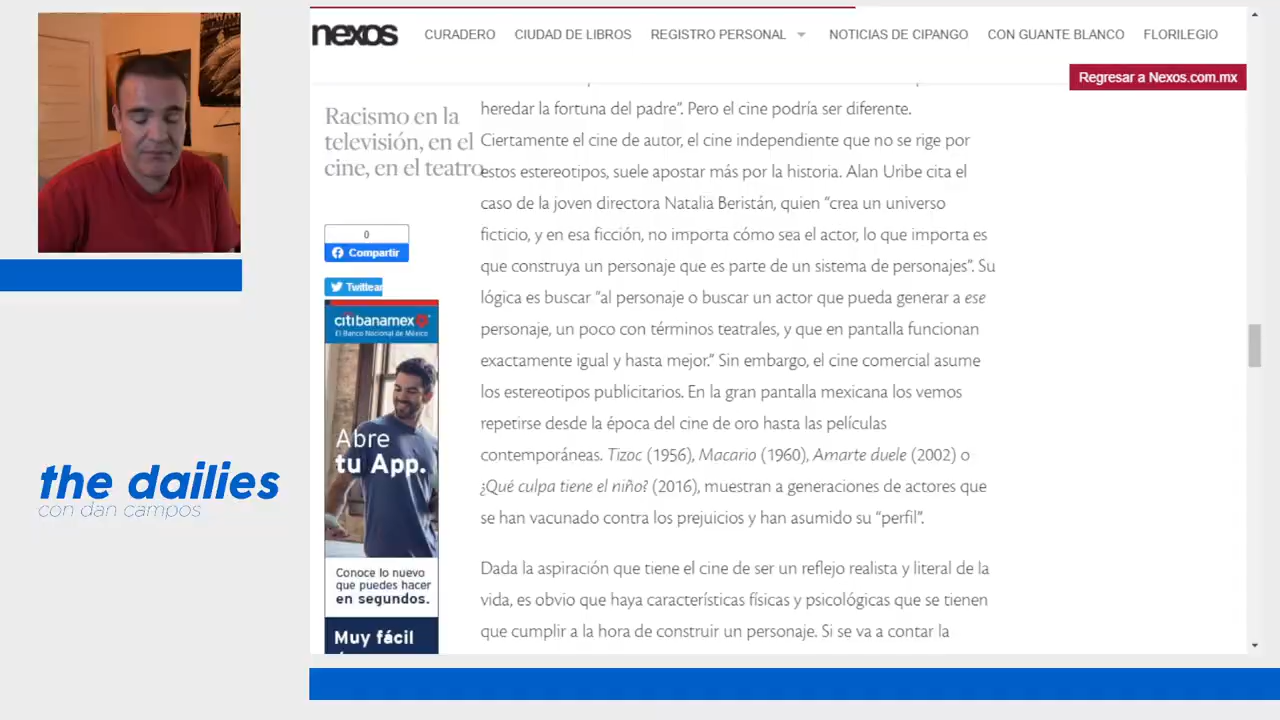 nexos
CURADERO
CIUDAD DE LIBROS
REGISTRO PERSONAL
NOTICIAS DE CIPANGO
CON GUANTE BLANCO
FLORILEGIO
Regresar a Nexos.com.mx
Racismo en la
televisión, en el
cine, en el teatro
0
Compartir
Twittear
citibanamex
El Banco Nacional de México
Abre
tu App.
Conoce lo nuevo
que puedes hacer
en segundos.
Muy fácil
heredar la fortuna del padre”. Pero el cine podría ser diferente.
Ciertamente el cine de autor, el cine independiente que no se rige por
estos estereotipos, suele apostar más por la historia. Alan Uribe cita el
caso de la joven directora Natalia Beristán, quien “crea un universo
ficticio, y en esa ficción, no importa cómo sea el actor, lo que importa es
que construya un personaje que es parte de un sistema de personajes”. Su
lógica es buscar “al personaje o buscar un actor que pueda generar a ese
personaje, un poco con términos teatrales, y que en pantalla funcionan
exactamente igual y hasta mejor.” Sin embargo, el cine comercial asume
los estereotipos publicitarios. En la gran pantalla mexicana los vemos
repetirse desde la época del cine de oro hasta las películas
contemporáneas. Tizoc (1956), Macario (1960), Amarte duele (2002) o
¿Qué culpa tiene el niño? (2016), muestran a generaciones de actores que
se han vacunado contra los prejuicios y han asumido su “perfil”.
Dada la aspiración que tiene el cine de ser un reflejo realista y literal de la
vida, es obvio que haya características físicas y psicológicas que se tienen
que cumplir a la hora de construir un personaje. Si se va a contar la
the dailies
con dan campos